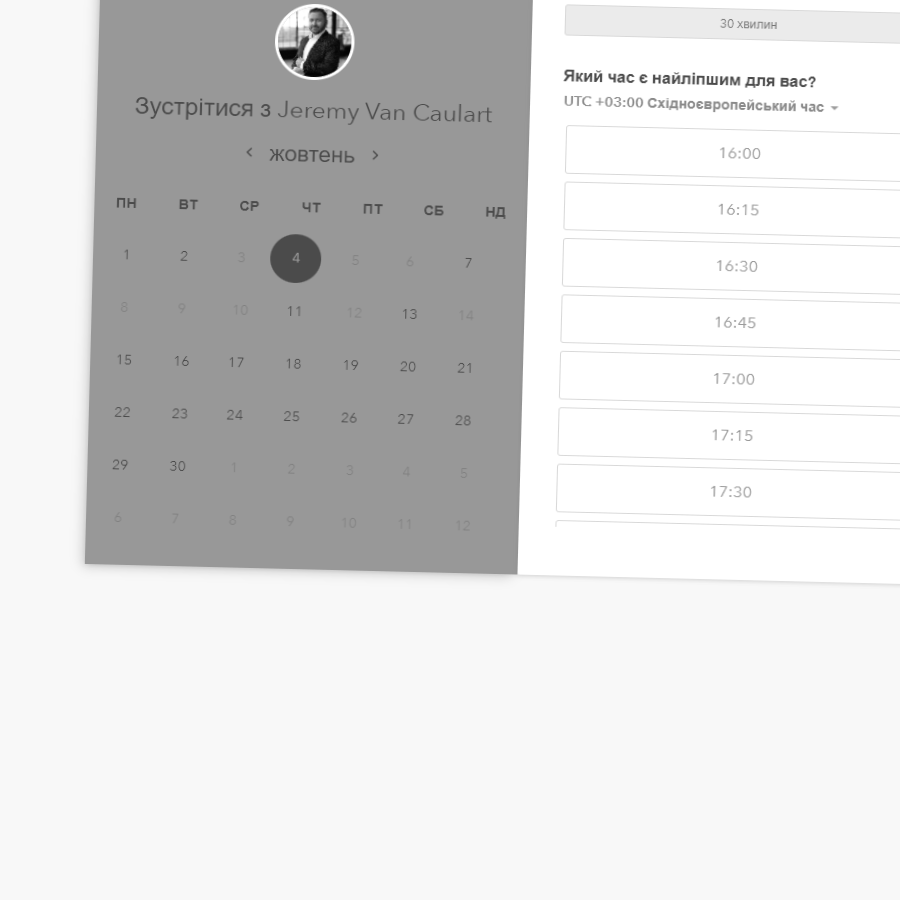 Зустрітися з Jeremy Van Caulart
жовтень
ПН ВТ СР ЧТ ПТ СБ НД
1 2 3 4 5 6 7
8 9 10 11 12 13 14
15 16 17 18 19 20 21
22 23 24 25 26 27 28
29 30 1 2 3 4 5
6 7 8 9 10 11 12
30 хвилин
Який час є найліпшим для вас?
UTC +03:00 Східноєвропейський час
16:00
16:15
16:30
16:45
17:00
17:15
17:30